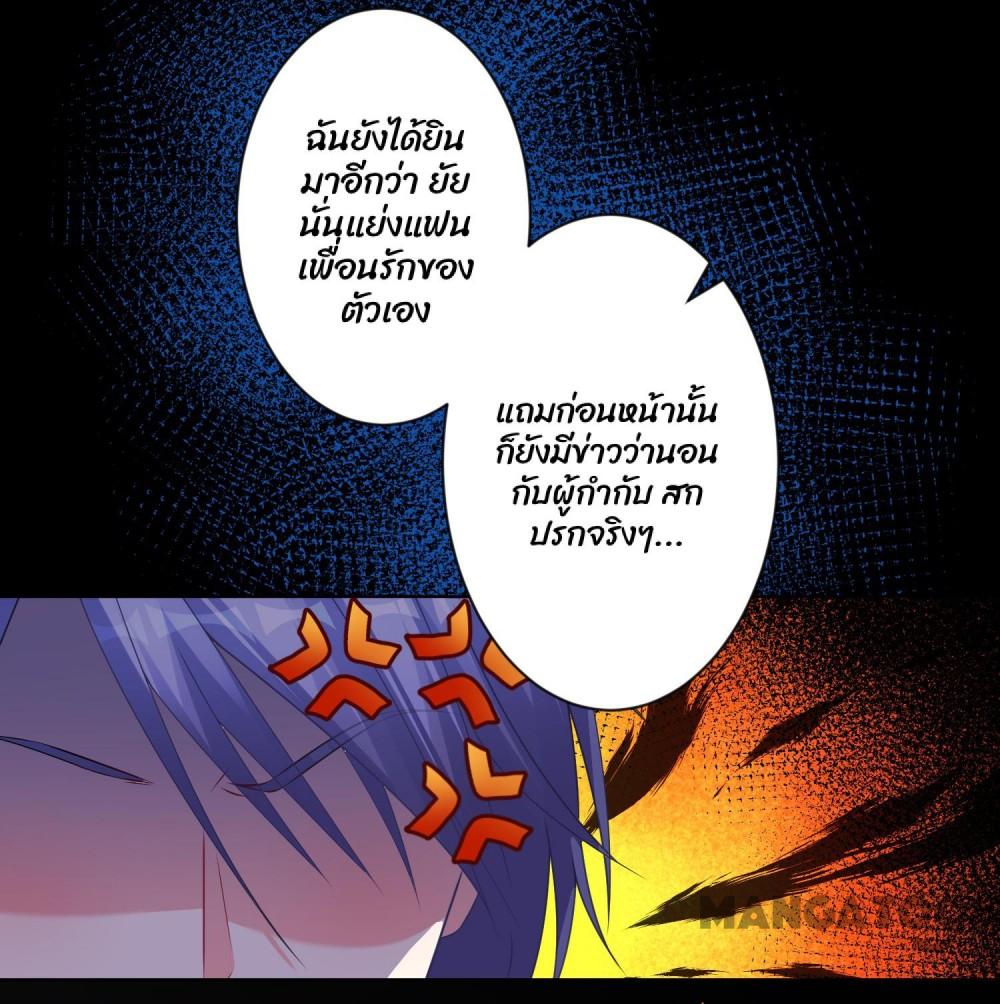 ฉันยังได้ยิน
มาอีกว่า ยัย
นั่นแย่งแฟน
เพื่อนรักของ
ตัวเอง
แถมก่อนหน้านั้น
ก็ยังมีข่าวว่านอน
กับผู้กำกับ สก
ปรกจริงๆ...
MANGA.TO